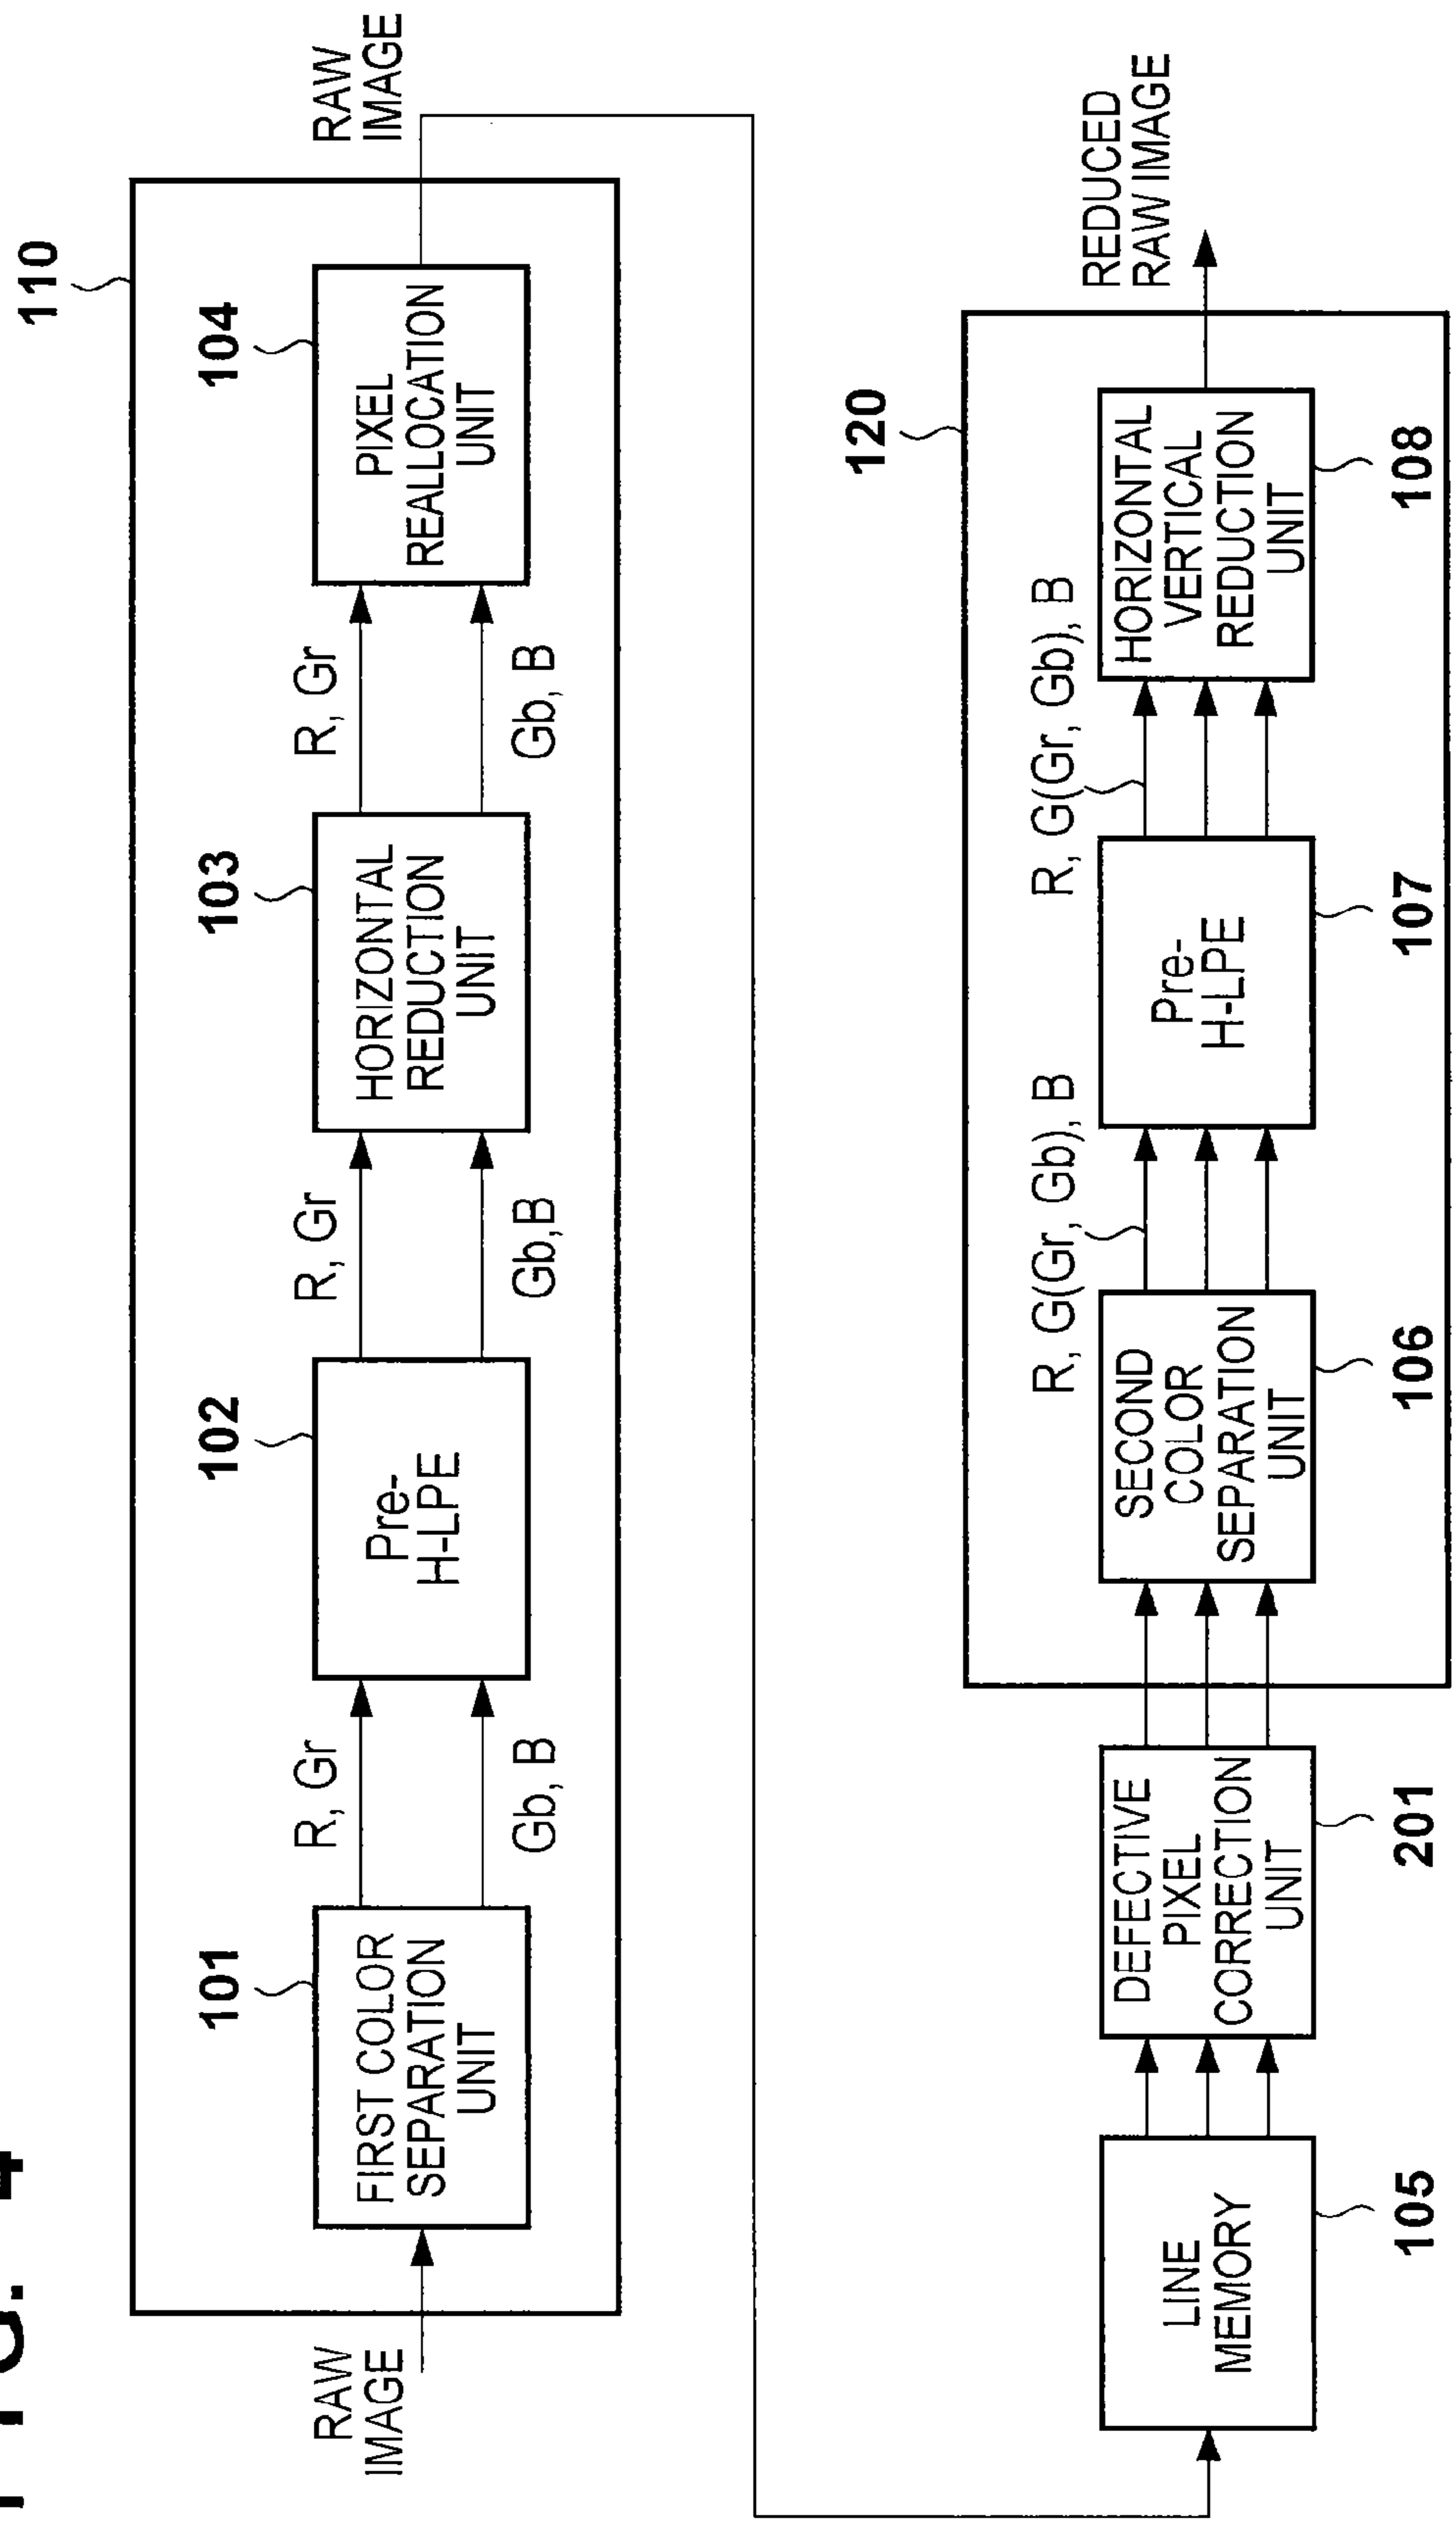 FIG. 4
110
RAW
IMAGE
101
FIRST COLOR
SEPARATION
UNIT
R, Gr
Gb, B
102
Pre-
H-LPE
R, Gr
Gb,B
103
HORIZONTAL
REDUCTION
UNIT
R, Gr
Gb, B
104
PIXEL
REALLOCATION
UNIT
RAW
IMAGE
LINE
MEMORY
105
DEFECTIVE
PIXEL
CORRECTION
UNIT
201
120
SECOND
COLOR
SEPARATION
UNIT
106
R, G(Gr, Gb), B
Pre-
H-LPE
107
R, G(Gr, Gb), B
HORIZONTAL
VERTICAL
REDUCTION
UNIT
108
REDUCED
RAW IMAGE